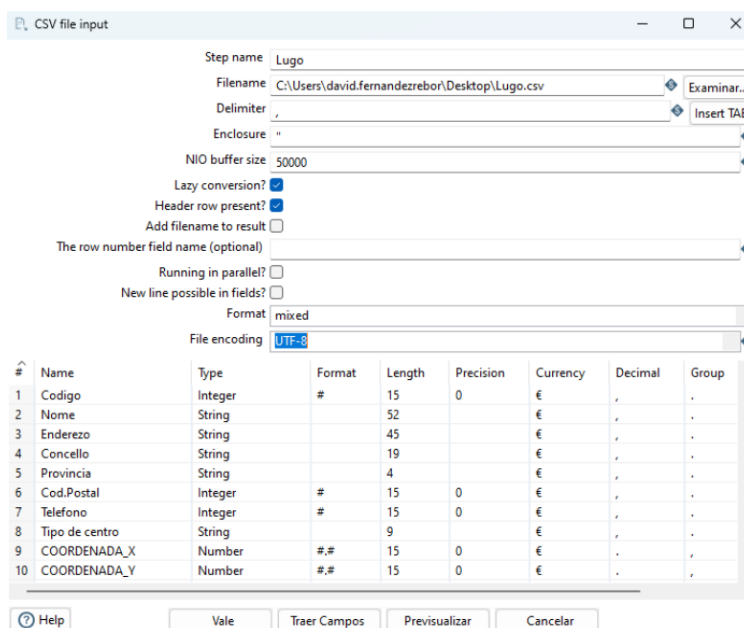 CSV file input
Step name Lugo
Filename C:\Users\david.fernandezrebor\Desktop\Lugo.csv Examinar...
Delimiter , Insert TAB
Enclosure "
NIO buffer size 50000
Lazy conversion?
Header row present?
Add filename to result
The row number field name (optional)
Running in parallel?
New line possible in fields?
Format mixed
File encoding UTF-8
# Name Type Format Length Precision Currency Decimal Group
1 Codigo Integer # 15 0 € , .
2 Nome String 52 € , .
3 Enderezo String 45 € , .
4 Concello String 19 € , .
5 Provincia String 4 € , .
6 Cod.Postal Integer # 15 0 € , .
7 Telefono Integer # 15 0 € , .
8 Tipo de centro String 9 € , .
9 COORDENADA_X Number #.# 15 0 € . ,
10 COORDENADA_Y Number #.# 15 0 € . ,
Help Vale Traer Campos Previsualizar Cancelar